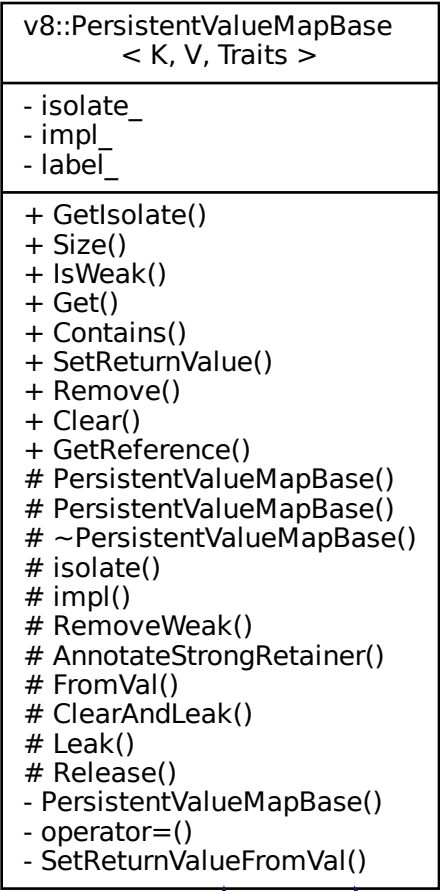 v8::PersistentValueMapBase
< K, V, Traits >
- isolate_
- impl_
- label_
+ GetIsolate()
+ Size()
+ IsWeak()
+ Get()
+ Contains()
+ SetReturnValue()
+ Remove()
+ Clear()
+ GetReference()
# PersistentValueMapBase()
# PersistentValueMapBase()
# ~PersistentValueMapBase()
# isolate()
# impl()
# RemoveWeak()
# AnnotateStrongRetainer()
# FromVal()
# ClearAndLeak()
# Leak()
# Release()
- PersistentValueMapBase()
- operator=()
- SetReturnValueFromVal()